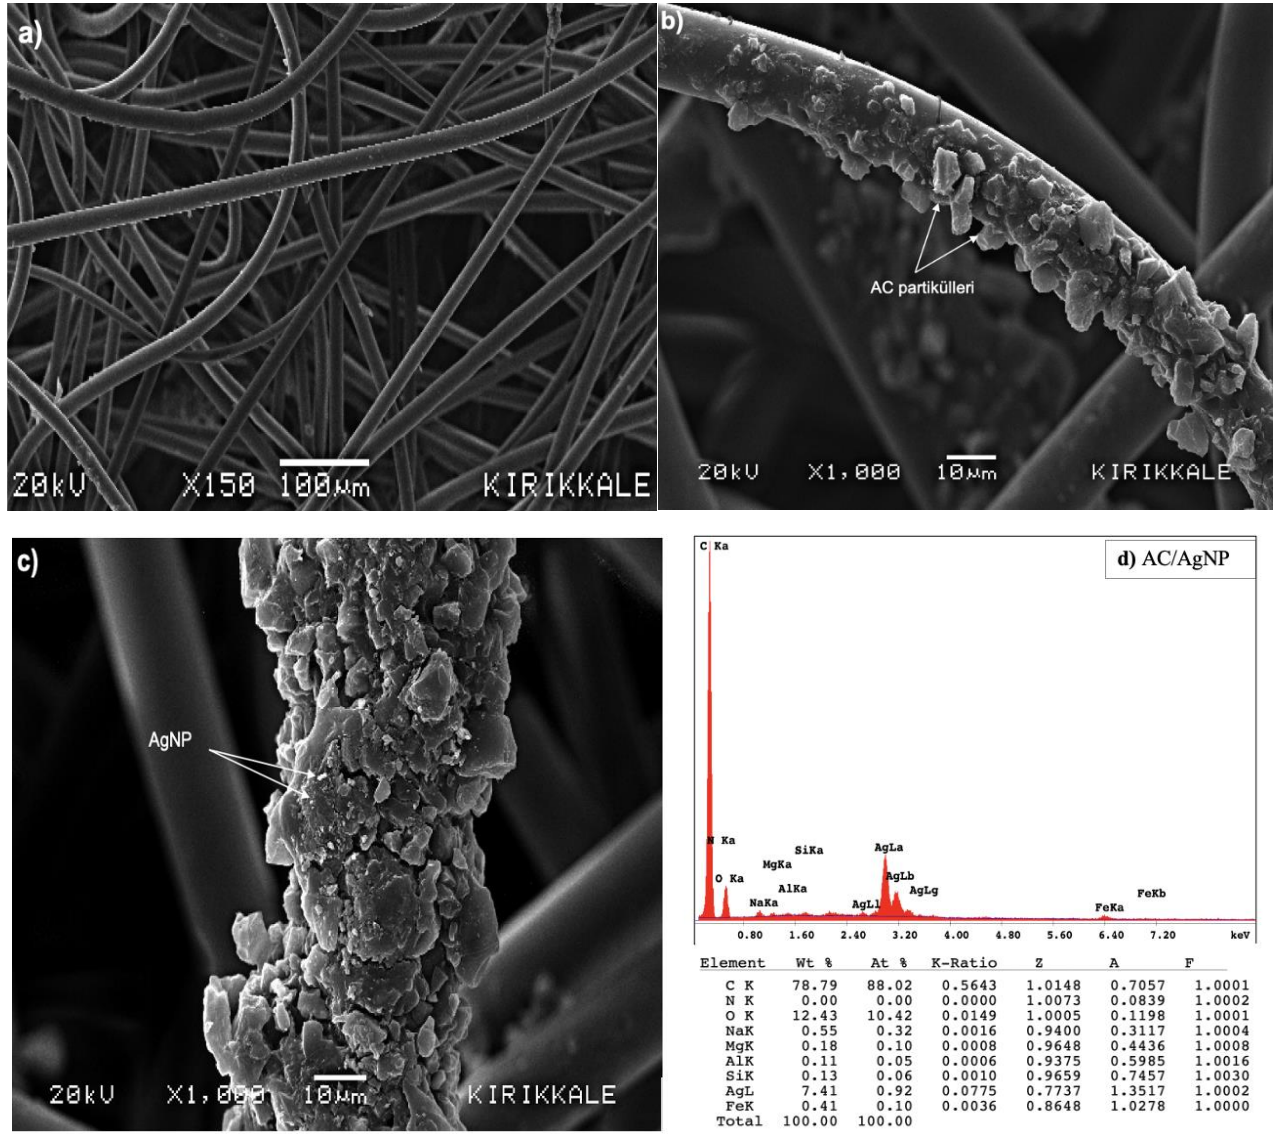 a)
20kV X150 100µm KIRIKKALE
b)
AC partikülleri
20kV X1,000 10µm KIRIKKALE
c)
AgNP
20kV X1,000 10µm KIRIKKALE
d) AC/AgNP
C Ka
N Ka
O Ka
NaKa
MgKa
AlKa
SiKa
AgLl
AgLa
AgLb
AgLg
FeKa
FeKb
0.80 1.60 2.40 3.20 4.00 4.80 5.60 6.40 7.20 keV
Element Wt % At % K-Ratio Z A F
C K 78.79 88.02 0.5643 1.0148 0.7057 1.0001
N K 0.00 0.00 0.0000 1.0073 0.0839 1.0002
O K 12.43 10.42 0.0149 1.0005 0.1198 1.0001
NaK 0.55 0.32 0.0016 0.9400 0.3117 1.0004
MgK 0.18 0.10 0.0008 0.9648 0.4436 1.0008
AlK 0.11 0.05 0.0006 0.9375 0.5985 1.0016
SiK 0.13 0.06 0.0010 0.9659 0.7457 1.0030
AgL 7.41 0.92 0.0775 0.7737 1.3517 1.0002
FeK 0.41 0.10 0.0036 0.8648 1.0278 1.0000
Total 100.00 100.00